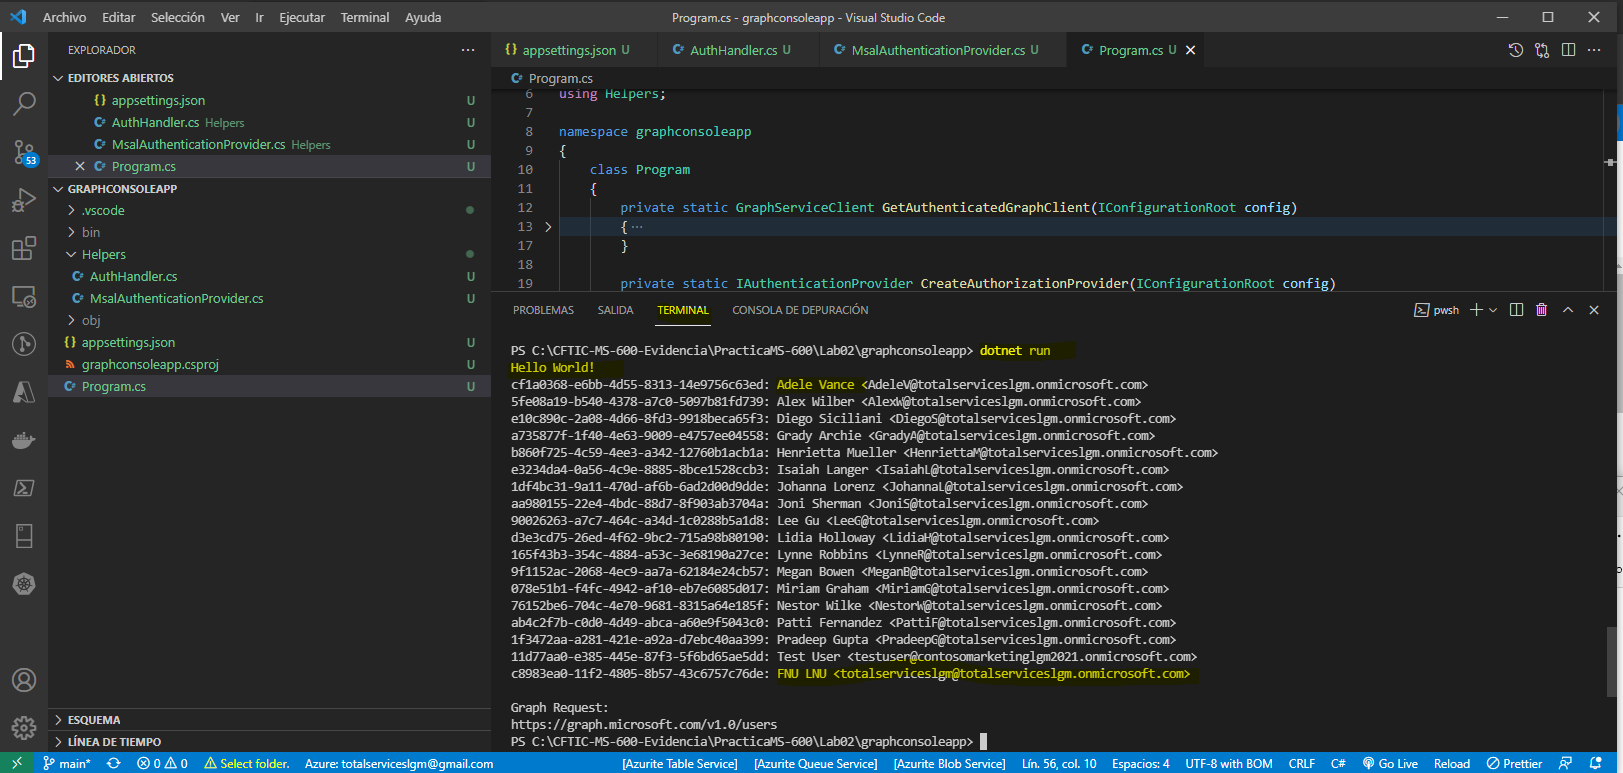 Archivo Editar Selección Ver Ir Ejecutar Terminal Ayuda
Program.cs - graphconsoleapp - Visual Studio Code
EXPLORADOR
EDITORES ABIERTOS
{} appsettings.json U
C# AuthHandler.cs Helpers U
C# MsalAuthenticationProvider.cs Helpers U
C# Program.cs U
GRAPHCONSOLEAPP
.vscode
bin
Helpers
C# AuthHandler.cs U
C# MsalAuthenticationProvider.cs U
obj
{} appsettings.json U
graphconsoleapp.csproj U
C# Program.cs U
ESQUEMA
LÍNEA DE TIEMPO
53
{} appsettings.json U
C# AuthHandler.cs U
C# MsalAuthenticationProvider.cs U
C# Program.cs U
C# Program.cs
6 using Helpers;
7
8 namespace graphconsoleapp
9 {
10 class Program
11 {
12 private static GraphServiceClient GetAuthenticatedGraphClient(IConfigurationRoot config)
13 { ...
17 }
18
19 private static IAuthenticationProvider CreateAuthorizationProvider(IConfigurationRoot config)
PROBLEMAS SALIDA TERMINAL CONSOLA DE DEPURACIÓN
pwsh
PS C:\CFTIC-MS-600-Evidencia\PracticaMS-600\Lab02\graphconsoleapp> dotnet run
Hello World!
cf1a0368-e6bb-4d55-8313-14e9756c63ed: Adele Vance <AdeleV@totalserviceslgm.onmicrosoft.com>
5fe08a19-b540-4378-a7c0-5097b81fd739: Alex Wilber <AlexW@totalserviceslgm.onmicrosoft.com>
e10c890c-2a08-4d66-8fd3-9918beca65f3: Diego Siciliani <DiegoS@totalserviceslgm.onmicrosoft.com>
a735877f-1f40-4e63-9009-e4757ee04558: Grady Archie <GradyA@totalserviceslgm.onmicrosoft.com>
b860f725-4c59-4ee3-a342-12760b1acb1a: Henrietta Mueller <HenriettaM@totalserviceslgm.onmicrosoft.com>
e3234da4-0a56-4c9e-8885-8bce1528ccb3: Isaiah Langer <IsaiahL@totalserviceslgm.onmicrosoft.com>
1df4bc31-9a11-470d-af6b-6ad2d00d9dde: Johanna Lorenz <JohannaL@totalserviceslgm.onmicrosoft.com>
aa980155-22e4-4bdc-88d7-8f903ab3704a: Joni Sherman <JoniS@totalserviceslgm.onmicrosoft.com>
90026263-a7c7-464c-a34d-1c0288b5a1d8: Lee Gu <LeeG@totalserviceslgm.onmicrosoft.com>
d3e3cd75-26ed-4f62-9bc2-715a98b80190: Lidia Holloway <LidiaH@totalserviceslgm.onmicrosoft.com>
165f43b3-354c-4884-a53c-3e68190a27ce: Lynne Robbins <LynneR@totalserviceslgm.onmicrosoft.com>
9f1152ac-2068-4ec9-aa7a-62184e24cb57: Megan Bowen <MeganB@totalserviceslgm.onmicrosoft.com>
078e51b1-f4fc-4942-af10-eb7e6085d017: Miriam Graham <MiriamG@totalserviceslgm.onmicrosoft.com>
76152be6-704c-4e70-9681-8315a64e185f: Nestor Wilke <NestorW@totalserviceslgm.onmicrosoft.com>
ab4c2f7b-c0d0-4d49-abca-a60e9f5043c0: Patti Fernandez <PattiF@totalserviceslgm.onmicrosoft.com>
1f3472aa-a281-421e-a92a-d7ebc40aa399: Pradeep Gupta <PradeepG@totalserviceslgm.onmicrosoft.com>
11d77aa0-e385-445e-87f3-5f6bd65ae5dd: Test User <testuser@contosomarketinglgm2021.onmicrosoft.com>
c8983ea0-11f2-4805-8b57-43c6757c76de: FNU LNU <totalserviceslgm@totalserviceslgm.onmicrosoft.com>
Graph Request:
https://graph.microsoft.com/v1.0/users
PS C:\CFTIC-MS-600-Evidencia\PracticaMS-600\Lab02\graphconsoleapp>
main* 0 0 Select folder. Azure: totalserviceslgm@gmail.com [Azurite Table Service] [Azurite Queue Service] [Azurite Blob Service] Lín. 56, col. 10 Espacios: 4 UTF-8 with BOM CRLF C# Go Live Reload Prettier